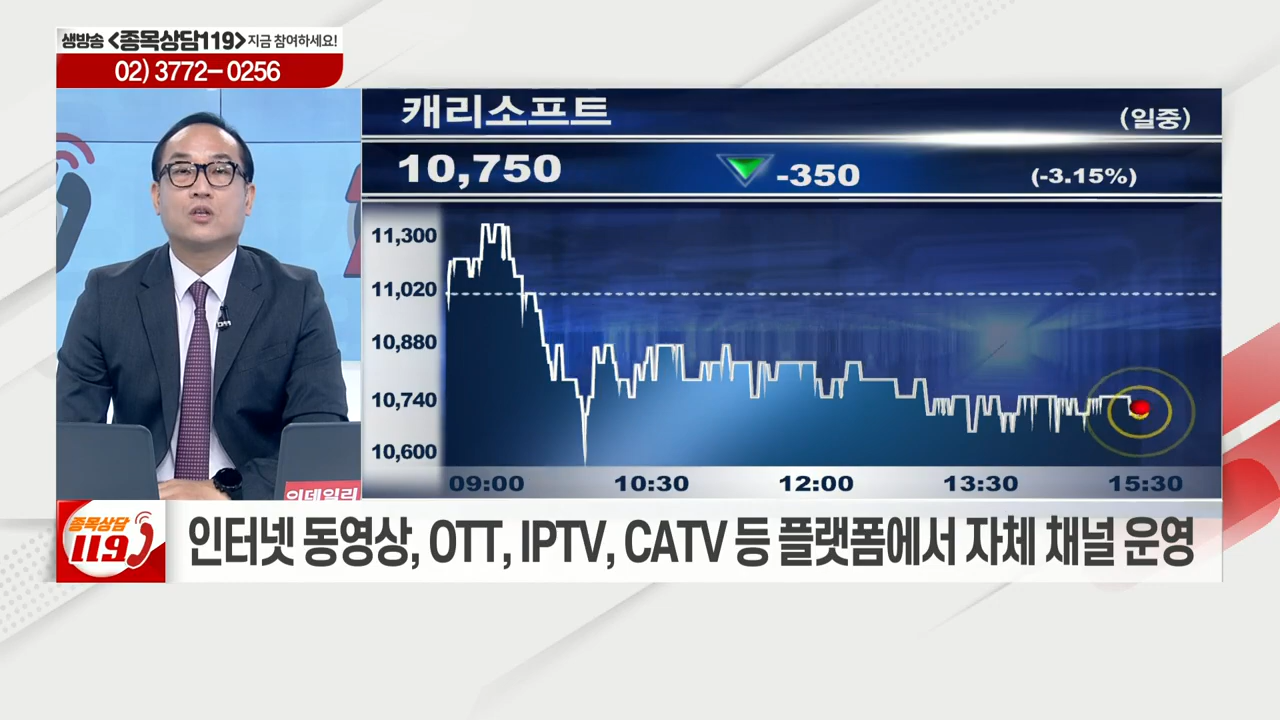 생방송 <종목상담119> 지금 참여하세요!
02) 3772-0256
캐리소프트 (일중)
10,750 -350 (-3.15%)
11,300
11,020
10,880
10,740
10,600
09:00 10:30 12:00 13:30 15:30
이데일리
종목상담
119
인터넷 동영상, OTT, IPTV, CATV 등 플랫폼에서 자체 채널 운영